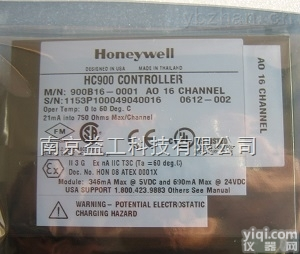 Honeywell
MADE IN THAILAND
HC900 CONTROLLER
M/N: 900B16-0001 AO 16 CHANNEL
S/N: 1153P100049040016 0612-002
Oper Temp: 0 to 60 Deg. C
21mA into 750 Ohms Max/Channel
AO 16 CHANNEL
FM
南京益工科技有限公司
II 3 G Ex nA IIC T3C (Ta = 60 deg.C)
Doc. No: HON 08 ATEX 0001X
Module: 346mA Max @ 5VDC and 690mA Max @ 24VDC
USA SUPPORT 1.800.423.9883 Others See Manual
WARNING - POTENTIAL ELECTROSTATIC
CHARGING HAZARD
yiqi.com
仪器仪表网